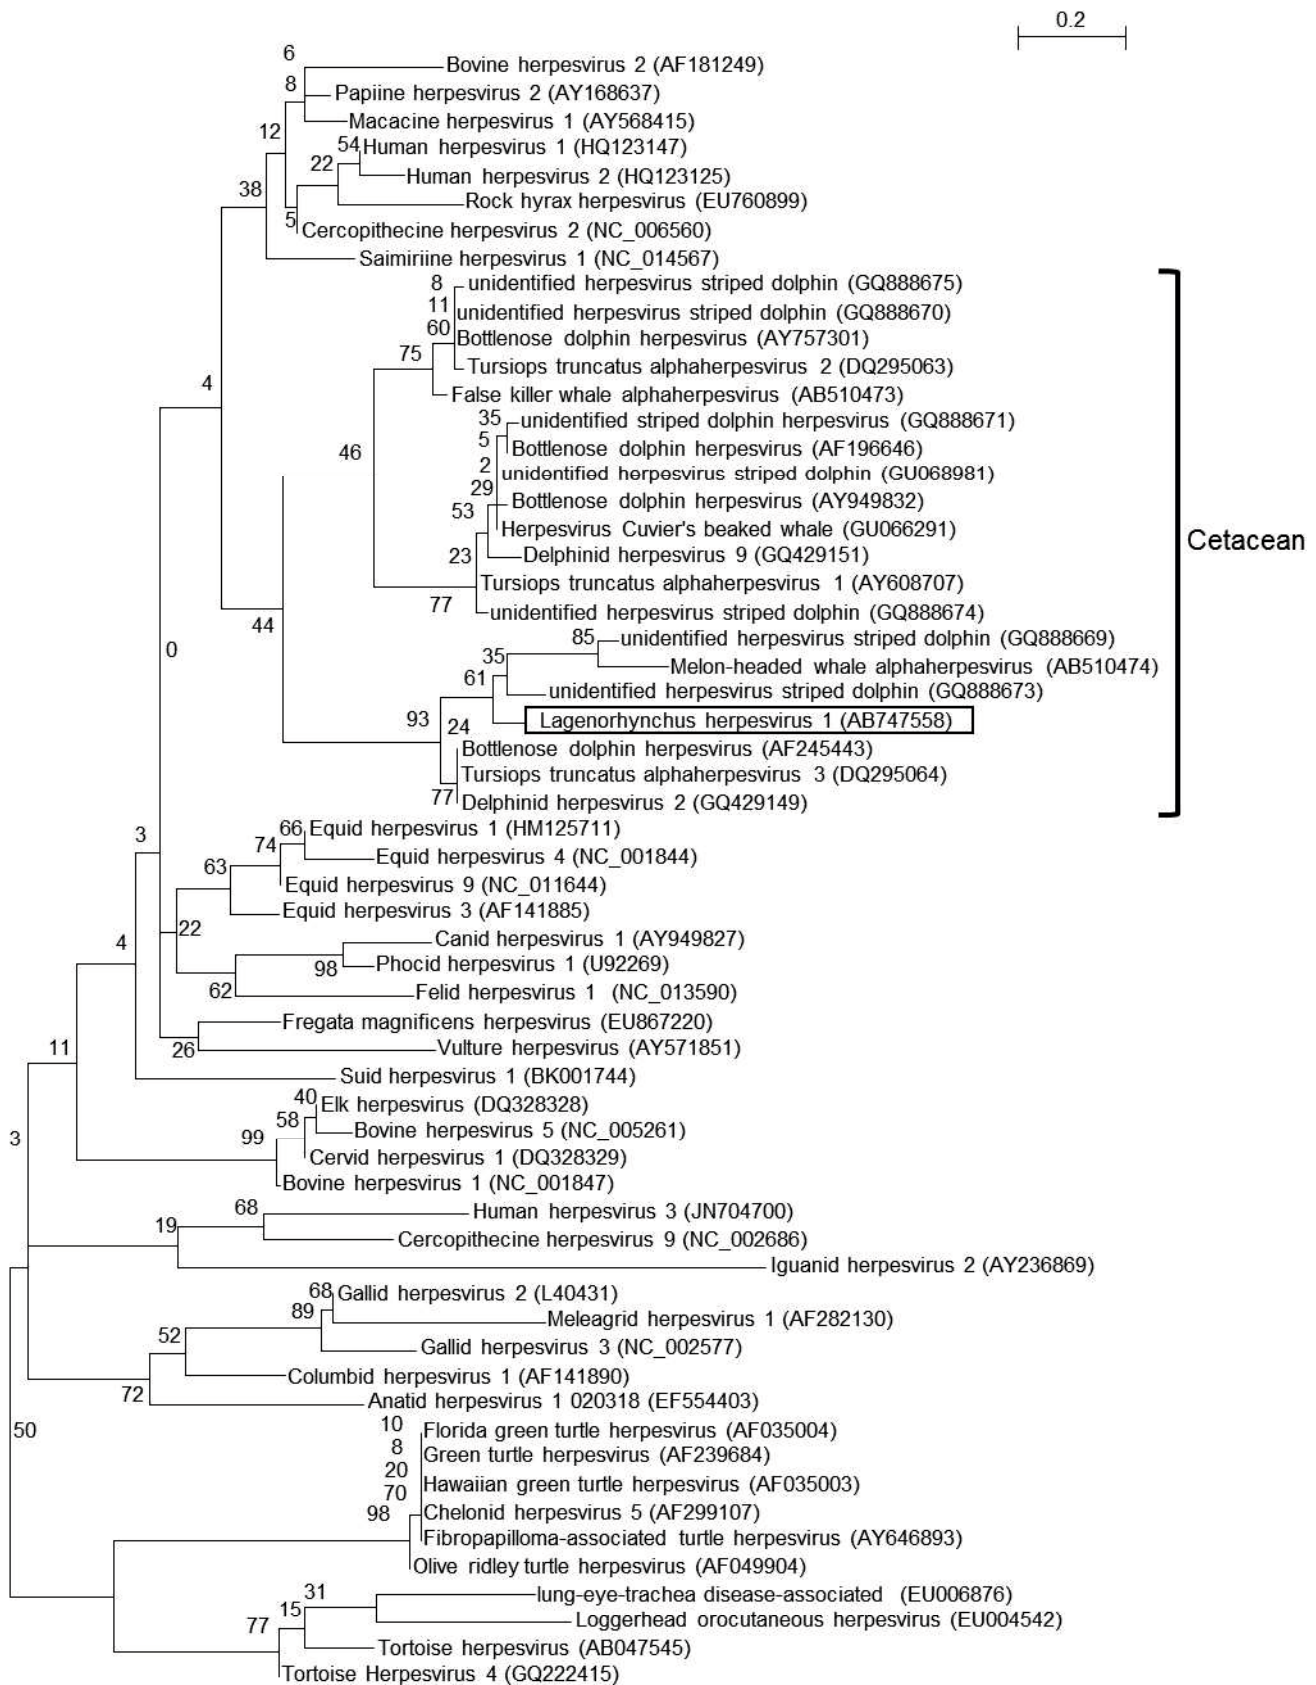 0.2
6
Bovine herpesvirus 2 (AF181249)
8
Papiine herpesvirus 2 (AY168637)
Macacine herpesvirus 1 (AY568415)
12
54
Human herpesvirus 1 (HQ123147)
22
Human herpesvirus 2 (HQ123125)
38
Rock hyrax herpesvirus (EU760899)
5
Cercopithecine herpesvirus 2 (NC_006560)
Saimiriine herpesvirus 1 (NC_014567)
8
unidentified herpesvirus striped dolphin (GQ888675)
11
unidentified herpesvirus striped dolphin (GQ888670)
60
Bottlenose dolphin herpesvirus (AY757301)
75
Tursiops truncatus alphaherpesvirus 2 (DQ295063)
4
False killer whale alphaherpesvirus (AB510473)
35
unidentified striped dolphin herpesvirus (GQ888671)
5
Bottlenose dolphin herpesvirus (AF196646)
46
2
unidentified herpesvirus striped dolphin (GU068981)
29
Bottlenose dolphin herpesvirus (AY949832)
53
Herpesvirus Cuvier's beaked whale (GU066291)
Cetacean
23
Delphinid herpesvirus 9 (GQ429151)
Tursiops truncatus alphaherpesvirus 1 (AY608707)
77
unidentified herpesvirus striped dolphin (GQ888674)
44
85
unidentified herpesvirus striped dolphin (GQ888669)
0
35
Melon-headed whale alphaherpesvirus (AB510474)
61
unidentified herpesvirus striped dolphin (GQ888673)
93
24
Lagenorhynchus herpesvirus 1 (AB747558)
Bottlenose dolphin herpesvirus (AF245443)
Tursiops truncatus alphaherpesvirus 3 (DQ295064)
77
Delphinid herpesvirus 2 (GQ429149)
3
66
Equid herpesvirus 1 (HM125711)
74
Equid herpesvirus 4 (NC_001844)
63
Equid herpesvirus 9 (NC_011644)
Equid herpesvirus 3 (AF141885)
22
4
Canid herpesvirus 1 (AY949827)
98
Phocid herpesvirus 1 (U92269)
62
Felid herpesvirus 1 (NC_013590)
Fregata magnificens herpesvirus (EU867220)
11
26
Vulture herpesvirus (AY571851)
Suid herpesvirus 1 (BK001744)
40
Elk herpesvirus (DQ328328)
58
Bovine herpesvirus 5 (NC_005261)
3
99
Cervid herpesvirus 1 (DQ328329)
Bovine herpesvirus 1 (NC_001847)
68
Human herpesvirus 3 (JN704700)
19
Cercopithecine herpesvirus 9 (NC_002686)
Iguanid herpesvirus 2 (AY236869)
68
Gallid herpesvirus 2 (L40431)
89
Meleagrid herpesvirus 1 (AF282130)
52
Gallid herpesvirus 3 (NC_002577)
Columbid herpesvirus 1 (AF141890)
72
Anatid herpesvirus 1 020318 (EF554403)
50
10
Florida green turtle herpesvirus (AF035004)
8
Green turtle herpesvirus (AF239684)
20
Hawaiian green turtle herpesvirus (AF035003)
70
98
Chelonid herpesvirus 5 (AF299107)
Fibropapilloma-associated turtle herpesvirus (AY646893)
Olive ridley turtle herpesvirus (AF049904)
31
lung-eye-trachea disease-associated (EU006876)
15
Loggerhead orocutaneous herpesvirus (EU004542)
77
Tortoise herpesvirus (AB047545)
Tortoise Herpesvirus 4 (GQ222415)